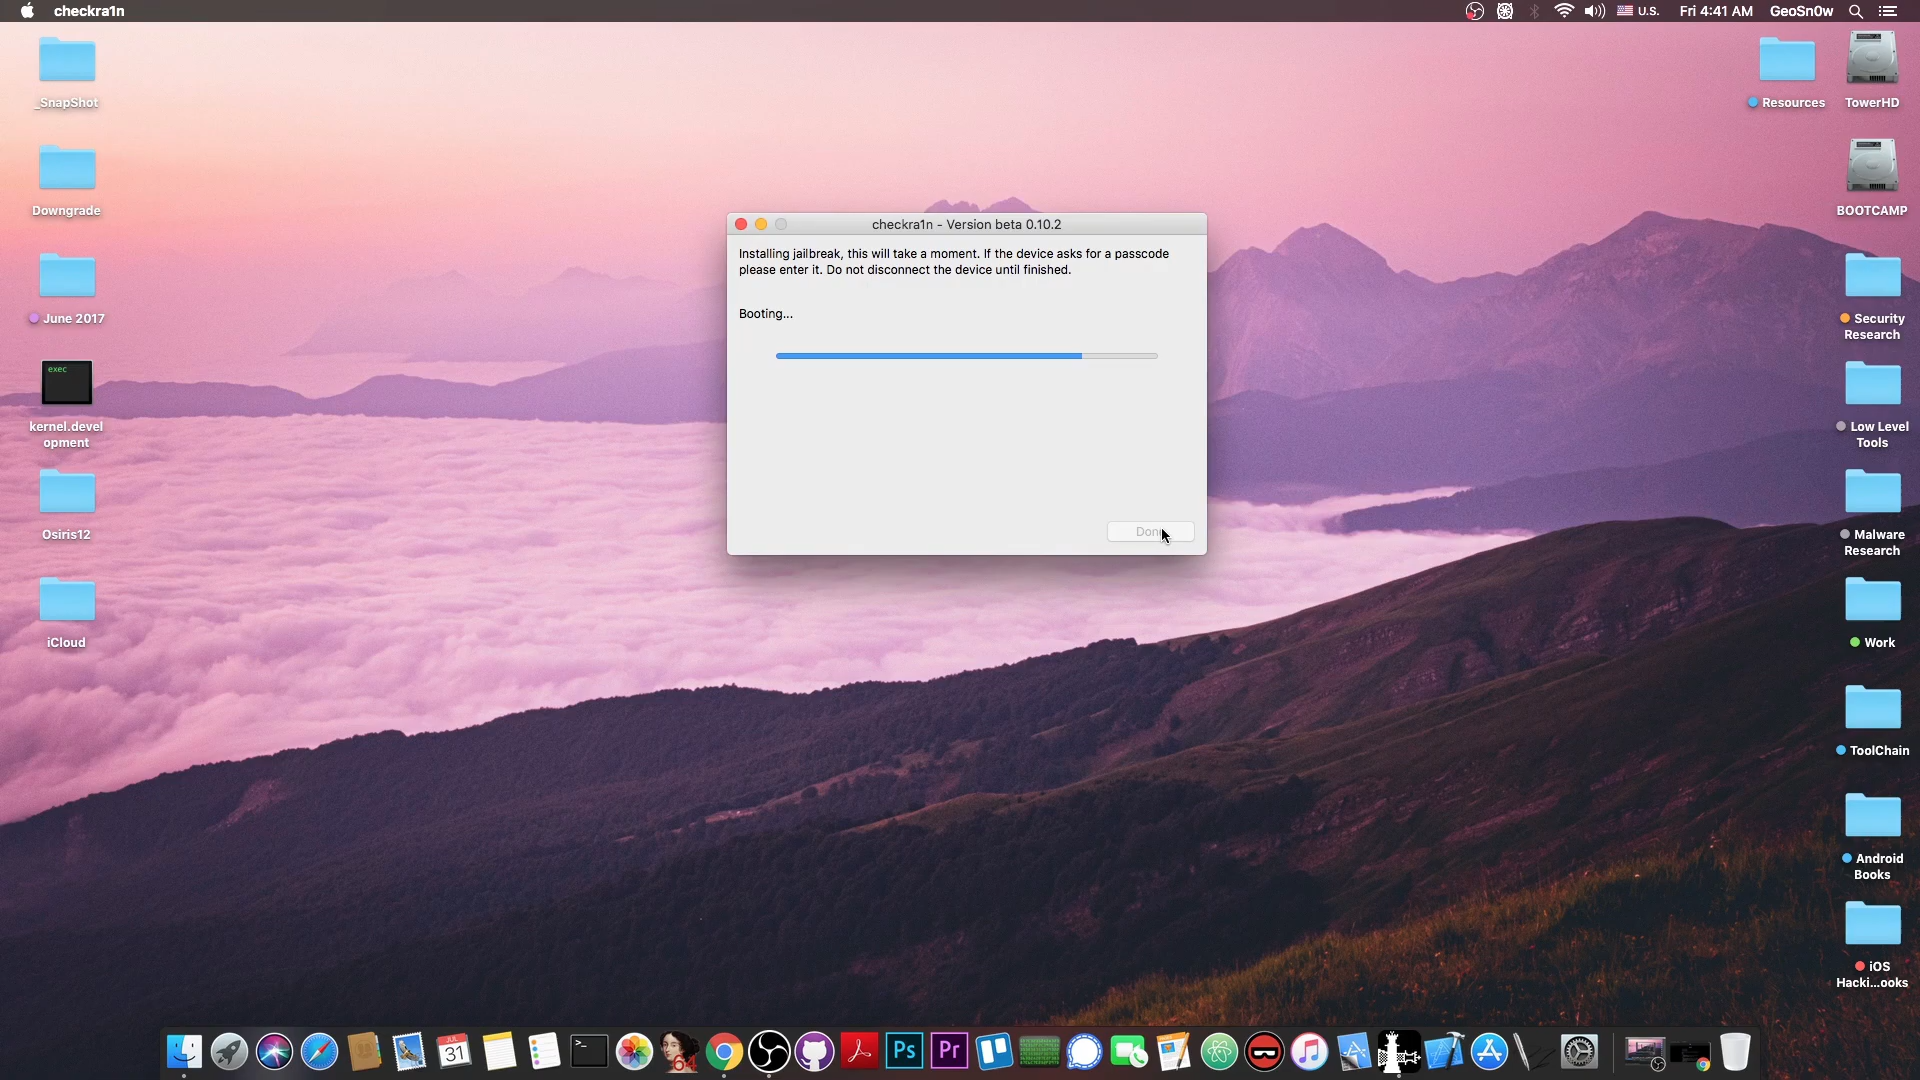 checkra1n
U.S.
Fri 4:41 AM
GeoSn0w
_SnapShot
Downgrade
June 2017
exec
kernel.devel
opment
Osiris12
iCloud
checkra1n - Version beta 0.10.2
Installing jailbreak, this will take a moment. If the device asks for a passcode
please enter it. Do not disconnect the device until finished.
Booting...
Done
Resources
TowerHD
BOOTCAMP
Security
Research
Low Level
Tools
Malware
Research
Work
ToolChain
Android
Books
iOS
Hacki...ooks
JUL
31
>_
64
Ps
Pr